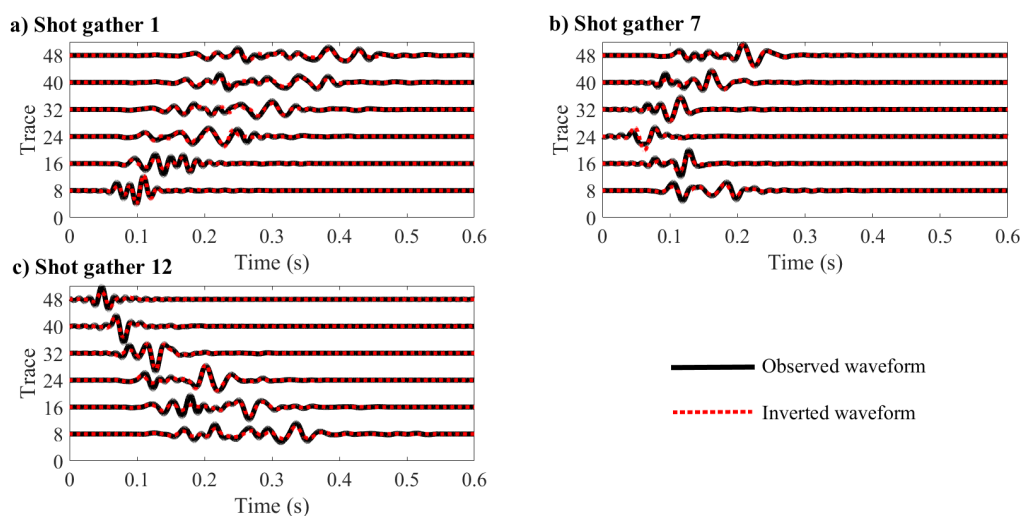 a) Shot gather 1
48
40
32
24
16
8
0
Trace
0 0.1 0.2 0.3 0.4 0.5 0.6
Time (s)
b) Shot gather 7
48
40
32
24
16
8
0
Trace
0 0.1 0.2 0.3 0.4 0.5 0.6
Time (s)
c) Shot gather 12
48
40
32
24
16
8
0
Trace
0 0.1 0.2 0.3 0.4 0.5 0.6
Time (s)
Observed waveform
Inverted waveform